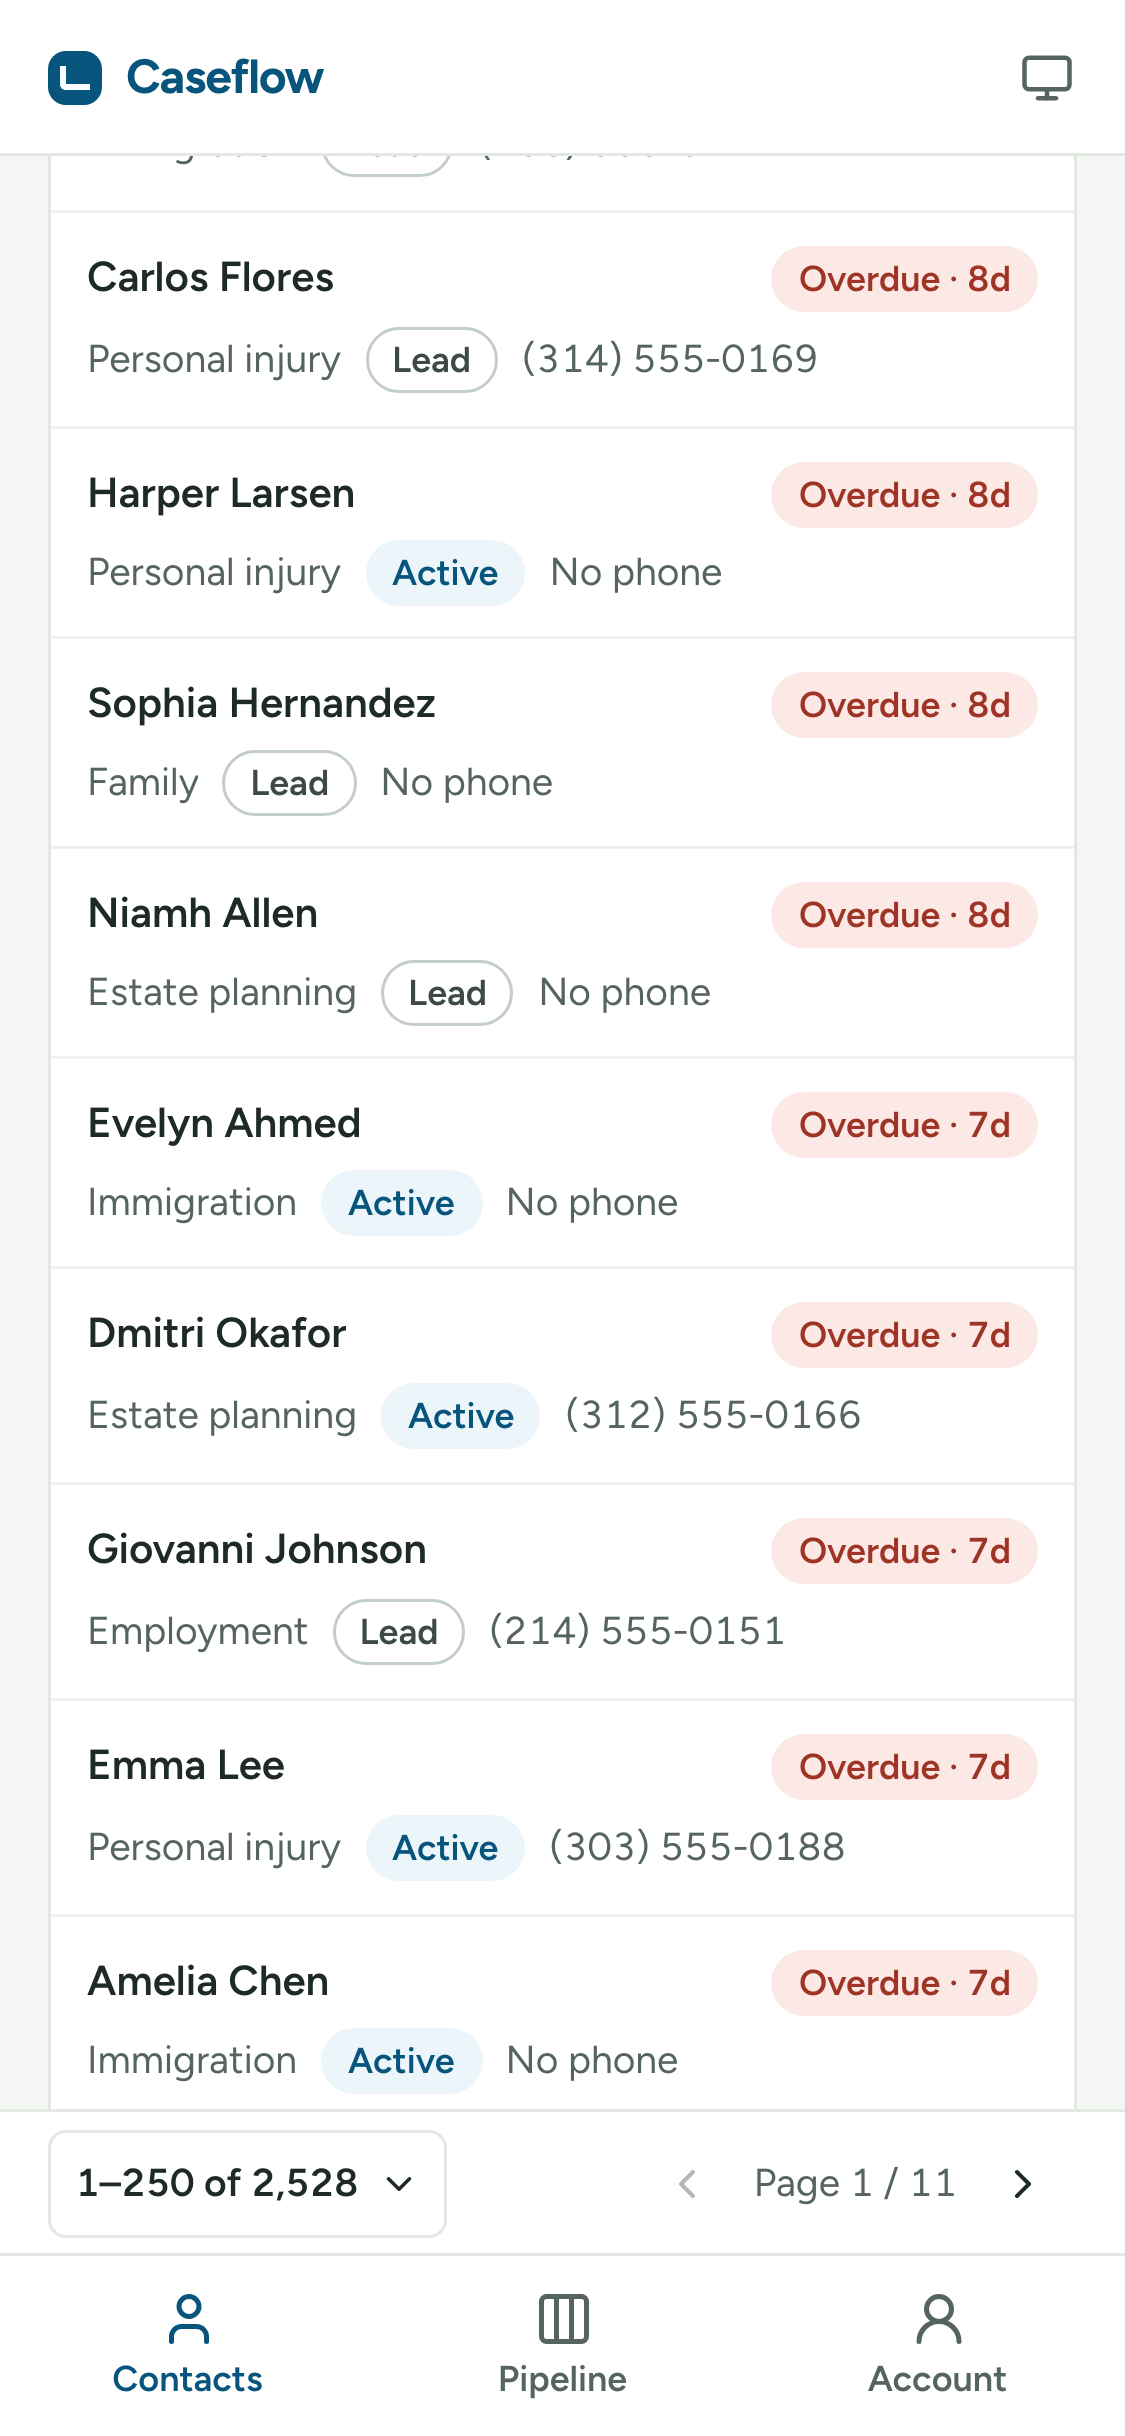 Caseflow
Carlos Flores
Overdue · 8d
Personal injury Lead (314) 555-0169
Harper Larsen
Overdue · 8d
Personal injury Active No phone
Sophia Hernandez
Overdue · 8d
Family Lead No phone
Niamh Allen
Overdue · 8d
Estate planning Lead No phone
Evelyn Ahmed
Overdue · 7d
Immigration Active No phone
Dmitri Okafor
Overdue · 7d
Estate planning Active (312) 555-0166
Giovanni Johnson
Overdue · 7d
Employment Lead (214) 555-0151
Emma Lee
Overdue · 7d
Personal injury Active (303) 555-0188
Amelia Chen
Overdue · 7d
Immigration Active No phone
1–250 of 2,528
Page 1 / 11
Contacts
Pipeline
Account